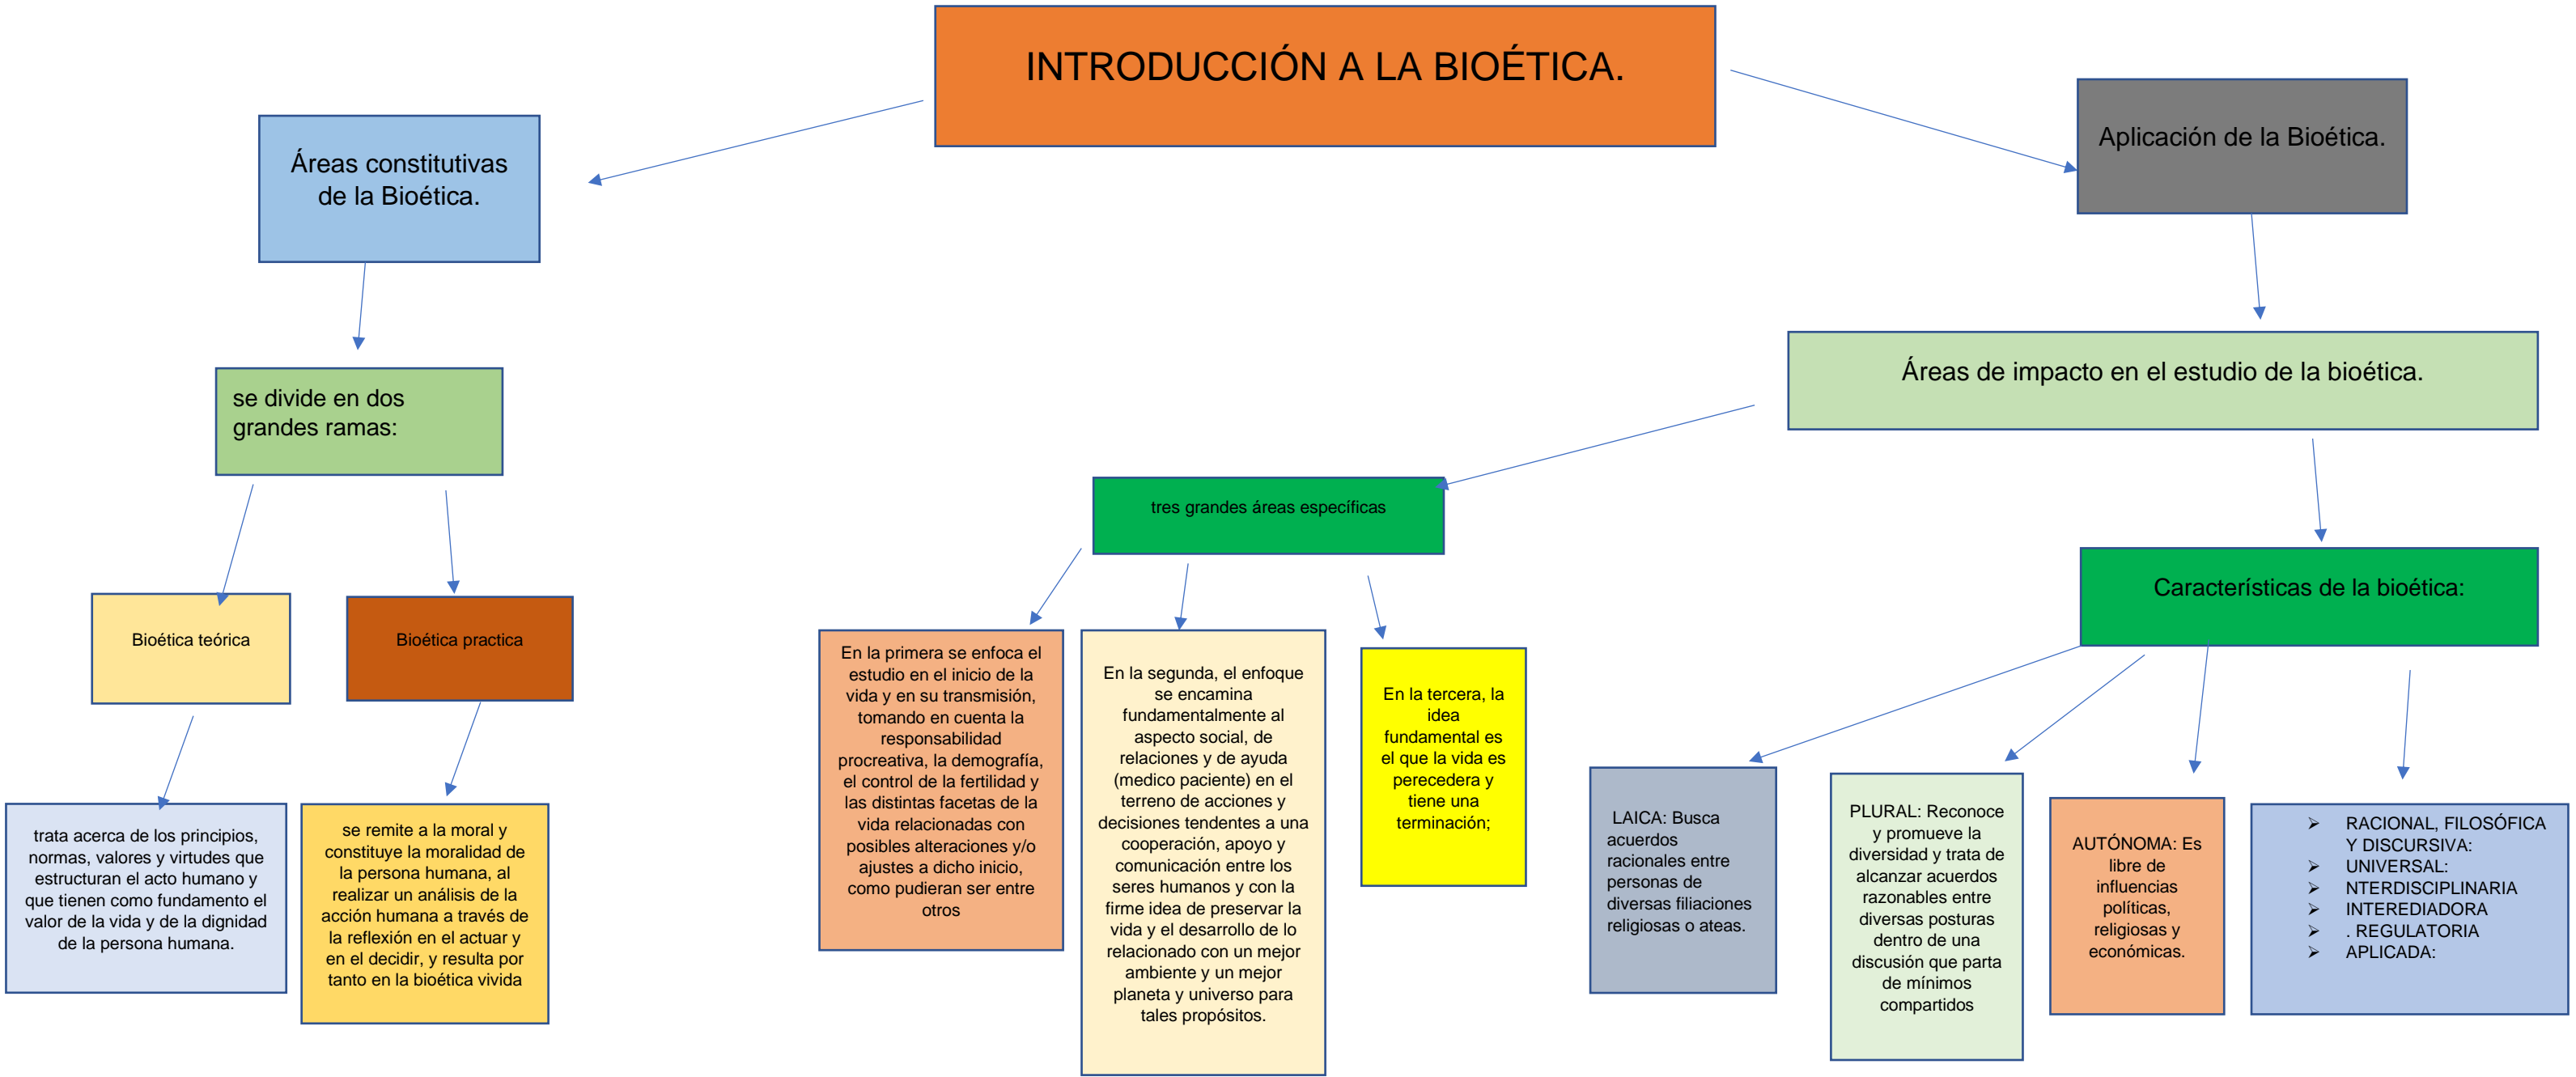 INTRODUCCIÓN A LA BIOÉTICA.
Áreas constitutivas
de la Bioética.
Aplicación de la Bioética.
se divide en dos
grandes ramas:
Áreas de impacto en el estudio de la bioética.
tres grandes áreas específicas
Características de la bioética:
Bioética teórica
Bioética practica
trata acerca de los principios,
normas, valores y virtudes que
estructuran el acto humano y
que tienen como fundamento el
valor de la vida y de la dignidad
de la persona humana.
se remite a la moral y
constituye la moralidad de
la persona humana, al
realizar un análisis de la
acción humana a través de
la reflexión en el actuar y
en el decidir, y resulta por
tanto en la bioética vivida
En la primera se enfoca el
estudio en el inicio de la
vida y en su transmisión,
tomando en cuenta la
responsabilidad
procreativa, la demografía,
el control de la fertilidad y
las distintas facetas de la
vida relacionadas con
posibles alteraciones y/o
ajustes a dicho inicio,
como pudieran ser entre
otros
En la segunda, el enfoque
se encamina
fundamentalmente al
aspecto social, de
relaciones y de ayuda
(medico paciente) en el
terreno de acciones y
decisiones tendentes a una
cooperación, apoyo y
comunicación entre los
seres humanos y con la
firme idea de preservar la
vida y el desarrollo de lo
relacionado con un mejor
ambiente y un mejor
planeta y universo para
tales propósitos.
En la tercera, la
idea
fundamental es
el que la vida es
perecedera y
tiene una
terminación;
LAICA: Busca
acuerdos
racionales entre
personas de
diversas filiaciones
religiosas o ateas.
PLURAL: Reconoce
y promueve la
diversidad y trata de
alcanzar acuerdos
razonables entre
diversas posturas
dentro de una
discusión que parta
de mínimos
compartidos
AUTÓNOMA: Es
libre de
influencias
políticas,
religiosas y
económicas.
➢ RACIONAL, FILOSÓFICA
Y DISCURSIVA:
➢ UNIVERSAL:
➢ NTERDISCIPLINARIA
➢ INTEREDIADORA
➢ . REGULATORIA
➢ APLICADA: